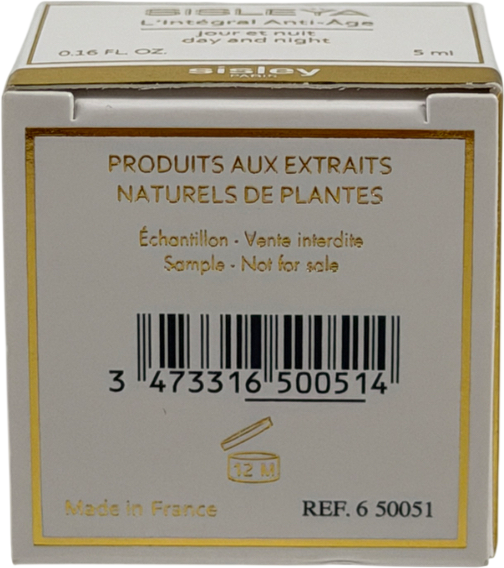 SISLEŸA
L'Intégral Anti-Âge
jour et nuit
day and night
0.16 FL. OZ. 5 ml
sisley
PARIS
PRODUITS AUX EXTRAITS
NATURELS DE PLANTES
Échantillon - Vente interdite
Sample - Not for sale
3 473316 500514
12 M
Made in France REF. 6 50051